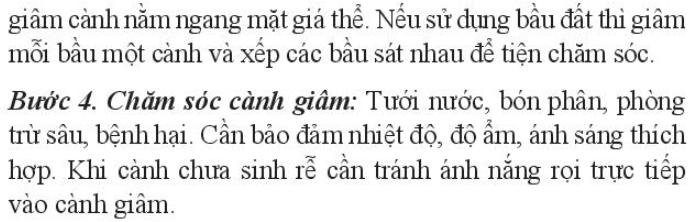 giâm cành nằm ngang mặt giá thể. Nếu sử dụng bầu đất thì giâm
mỗi bầu một cành và xếp các bầu sát nhau để tiện chăm sóc.
Bước 4. Chăm sóc cành giâm: Tưới nước, bón phân, phòng
trừ sâu, bệnh hại. Cần bảo đảm nhiệt độ, độ ẩm, ánh sáng thích
hợp. Khi cành chưa sinh rễ cần tránh ánh nắng rọi trực tiếp
vào cành giâm.